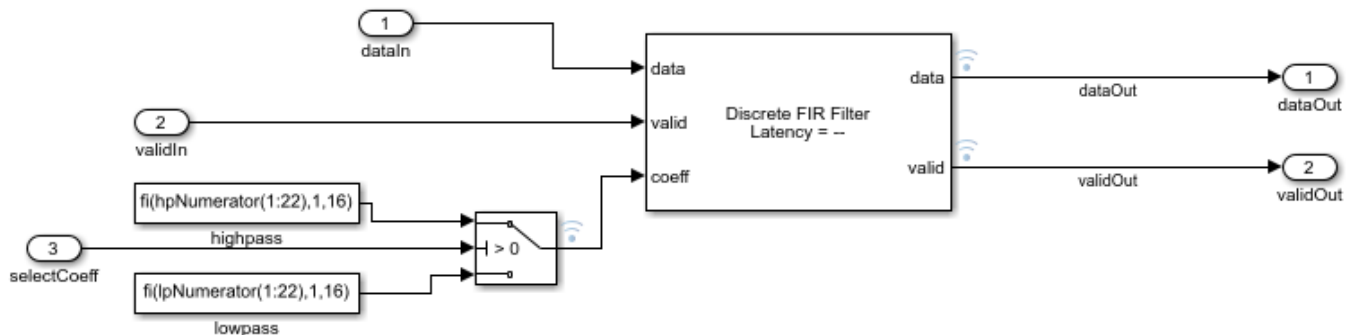 1
dataIn
2
validIn
fi(hpNumerator(1:22),1,16)
highpass
3
selectCoeff
fi(lpNumerator(1:22),1,16)
lowpass
> 0
data
valid
coeff
Discrete FIR Filter
Latency = --
data
valid
dataOut
validOut
1
dataOut
2
validOut